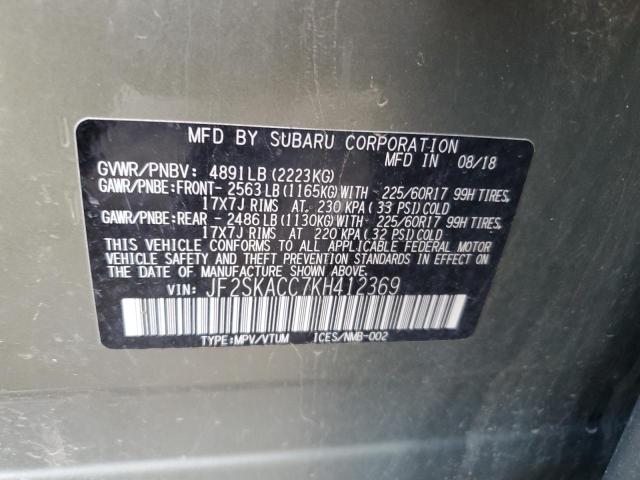 MFD BY SUBARU CORPORATION
MFD IN 08/18
GVWR/PNBV: 4891LB(2223KG)
GAWR/PNBE:FRONT- 2563LB(1165KG)WITH 225/60R17 99H TIRES,
17X7J RIMS AT 230 KPA(33 PSI)COLD
GAWR/PNBE:REAR - 2486LB(1130KG)WITH 225/60R17 99H TIRES,
17X7J RIMS AT 220 KPA(32 PSI)COLD
THIS VEHICLE CONFORMS TO ALL APPLICABLE FEDERAL MOTOR
VEHICLE SAFETY, BUMPER, AND THEFT PREVENTION STANDARDS
IN EFFECT ON THE DATE OF MANUFACTURE SHOWN ABOVE.
VIN: JF2SKACC7KH412369
TYPE:MPV/VTUM ICES/NMB-002